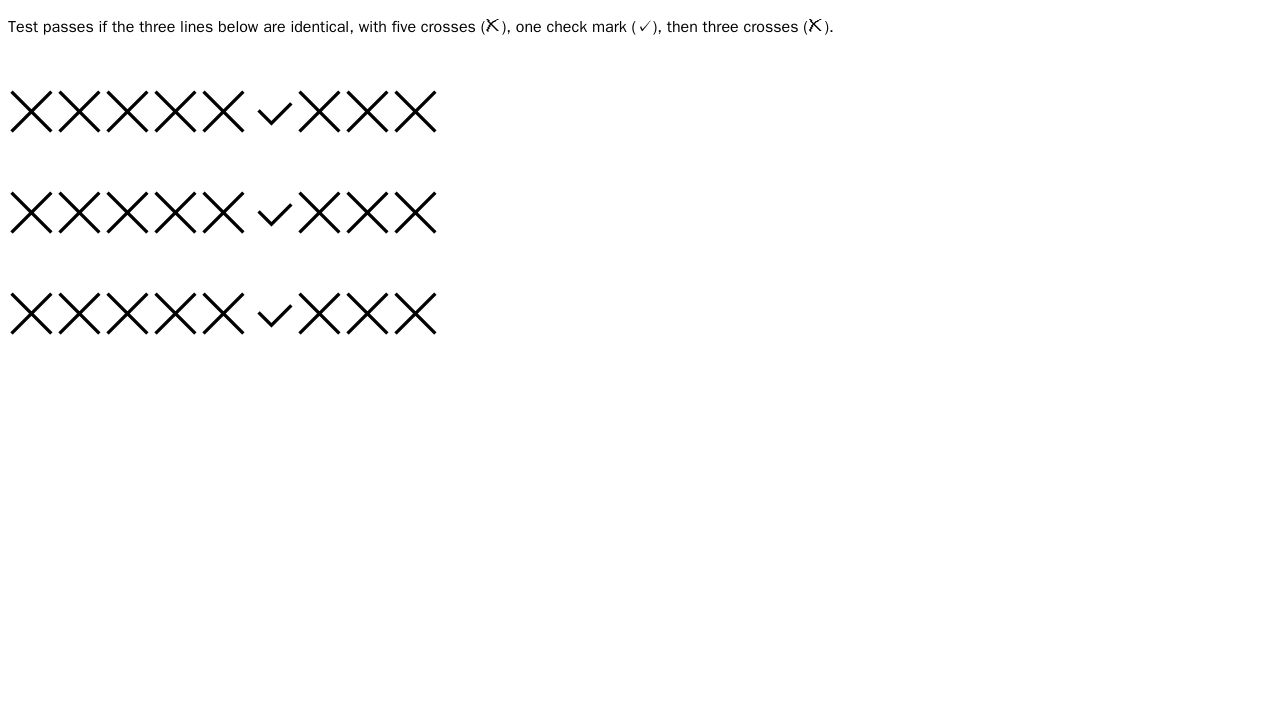 Test passes if the three lines below are identical, with five crosses (✗), one check mark (✓), then three crosses (✗).
✕✕✕✕✕✓✕✕✕
✕✕✕✕✕✓✕✕✕
✕✕✕✕✕✓✕✕✕